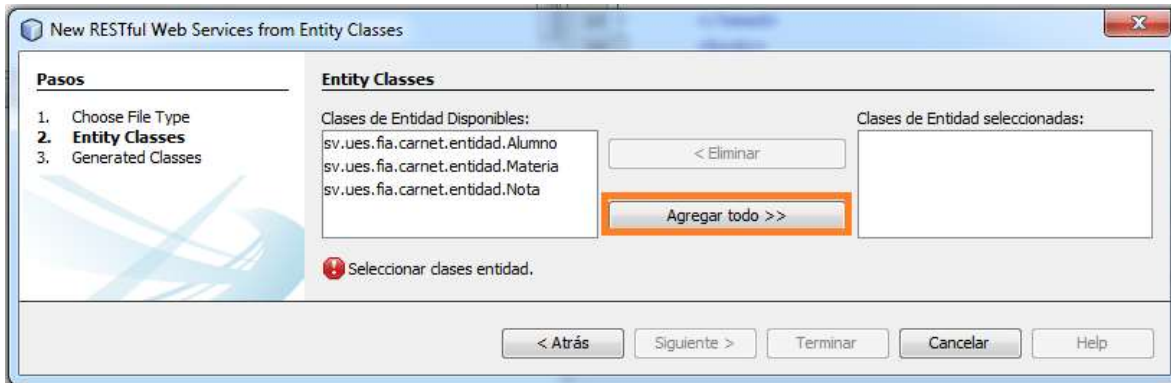 New RESTful Web Services from Entity Classes
Pasos
1. Choose File Type
2. Entity Classes
3. Generated Classes
Entity Classes
Clases de Entidad Disponibles:
sv.ues.fia.carnet.entidad.Alumno
sv.ues.fia.carnet.entidad.Materia
sv.ues.fia.carnet.entidad.Nota
< Eliminar
Agregar todo >>
Clases de Entidad seleccionadas:
Seleccionar clases entidad.
< Atrás
Siguiente >
Terminar
Cancelar
Help